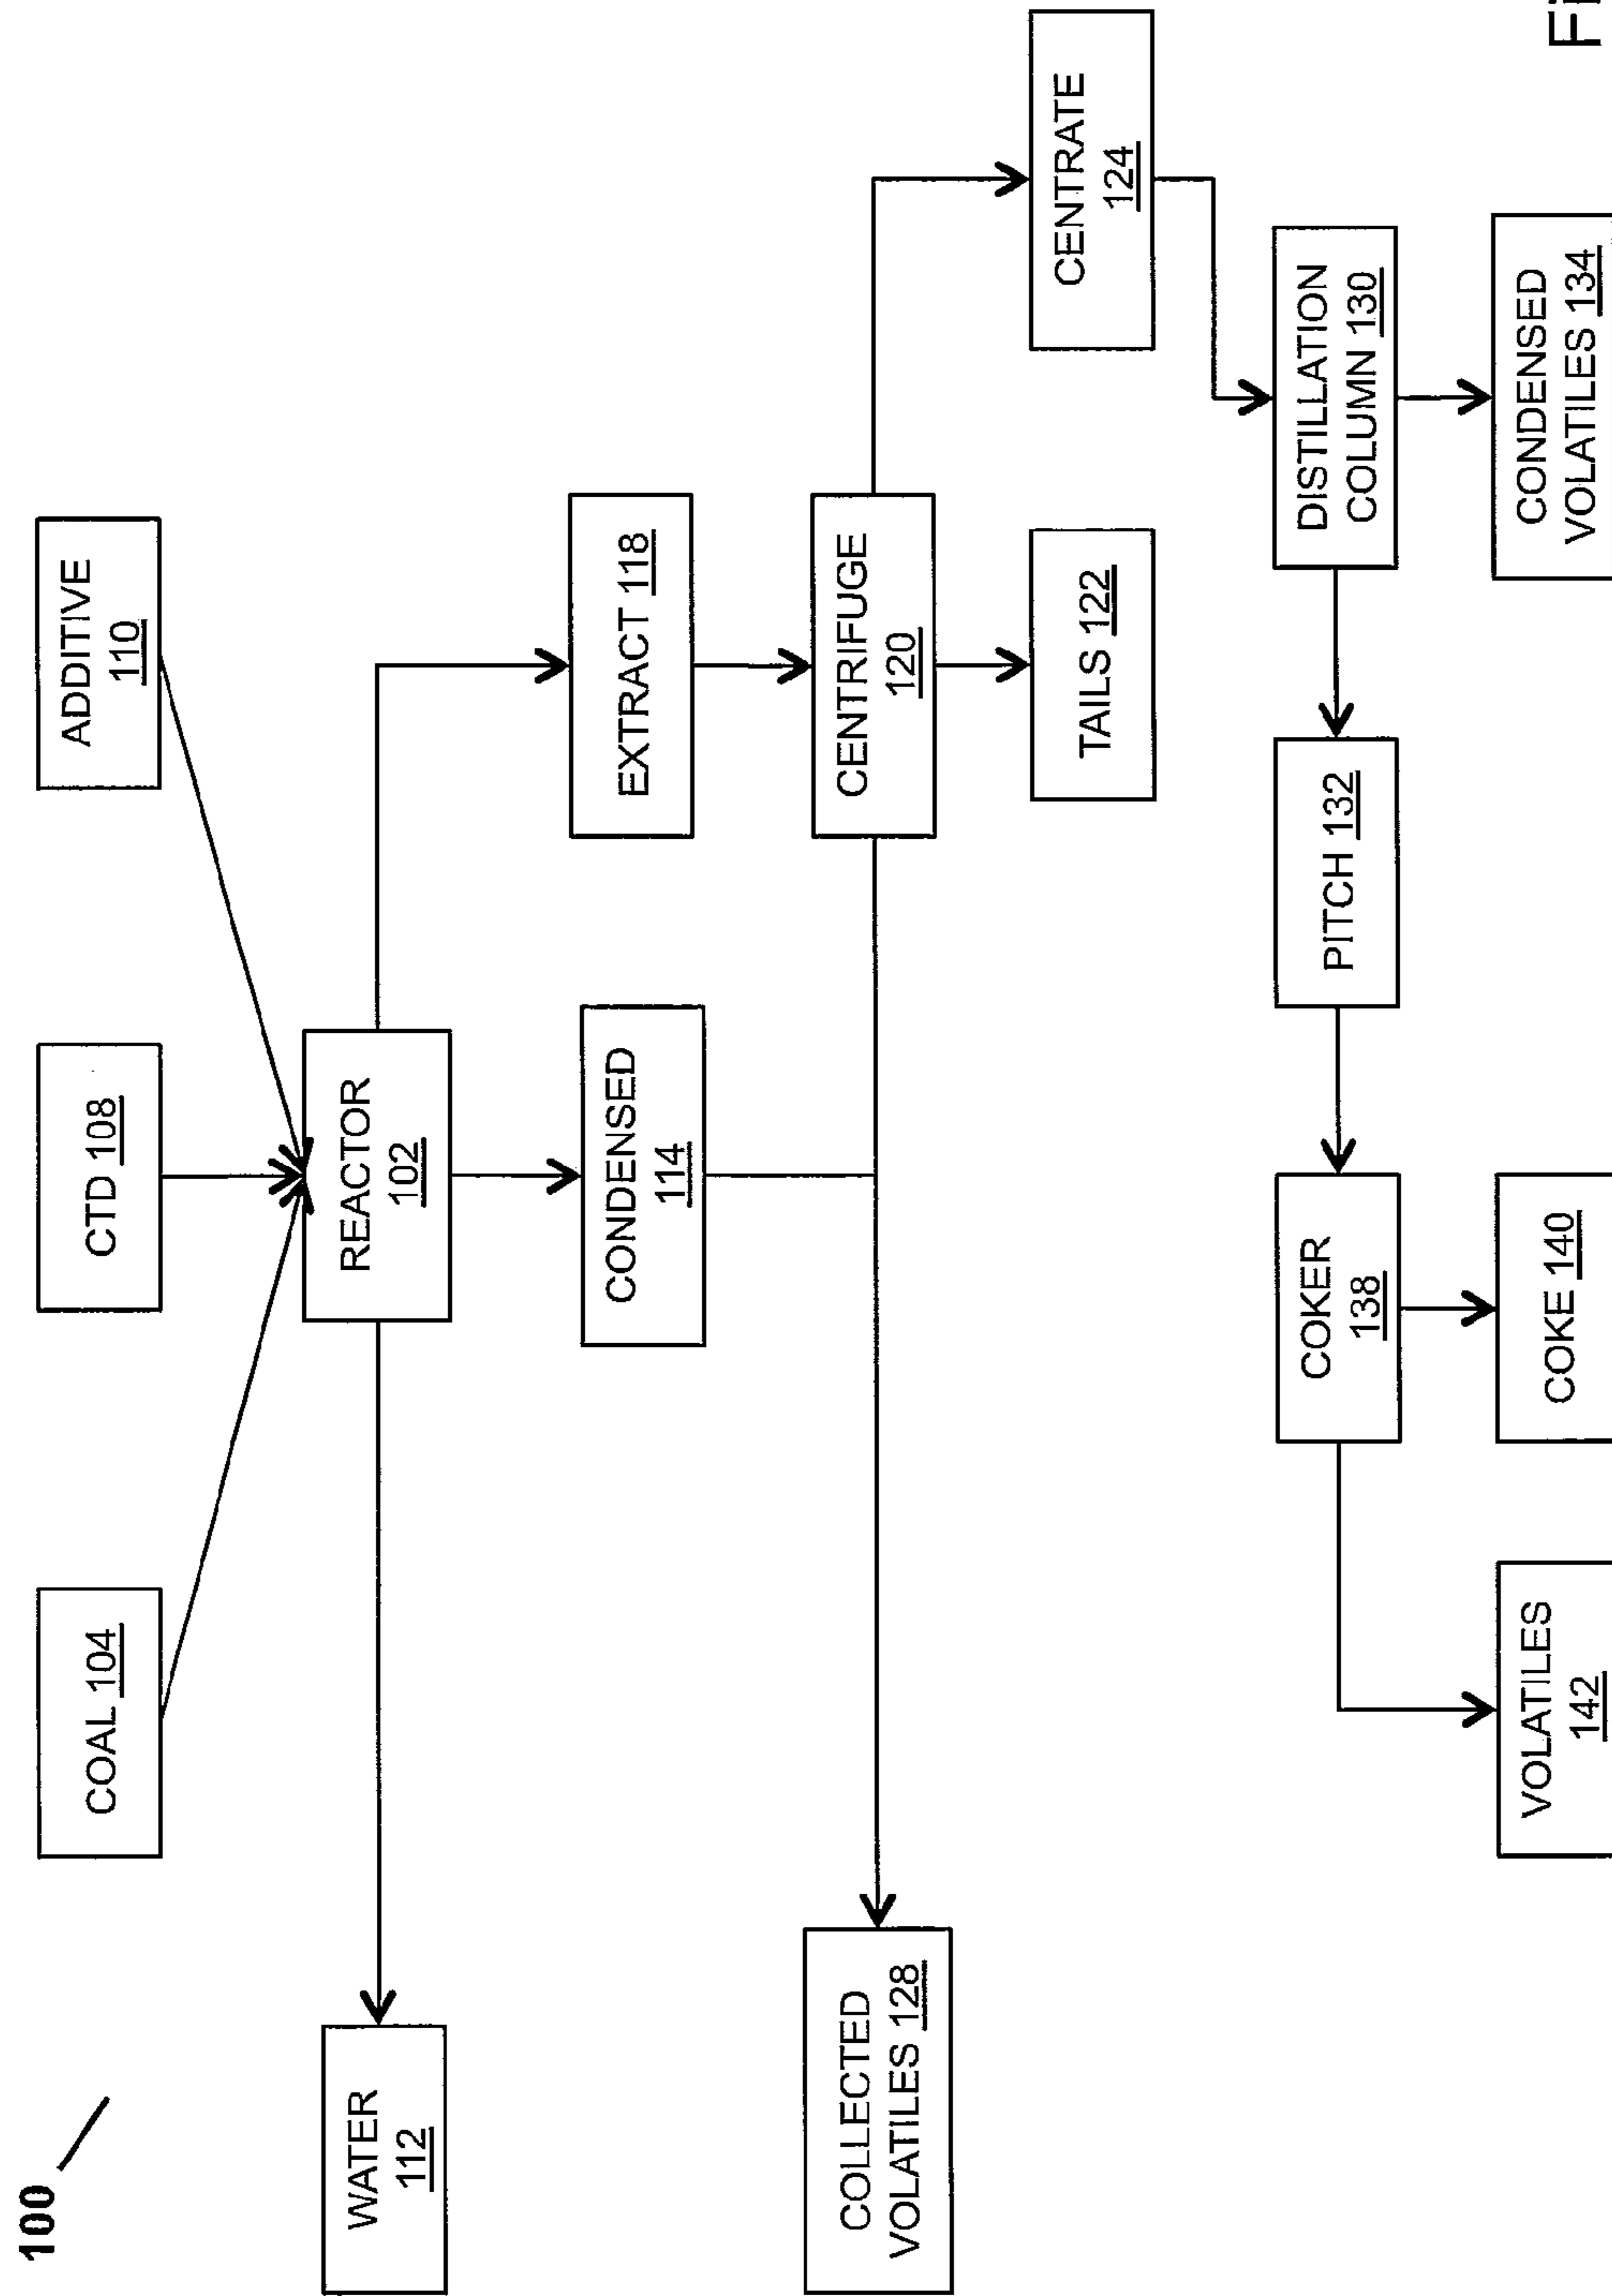 100
COAL 104
CTD 108
ADDITIVE
110
WATER
112
REACTOR
102
CONDENSED
114
EXTRACT 118
COLLECTED
VOLATILES 128
CENTRIFUGE
120
TAILS 122
CENTRATE
124
COKER
138
PITCH 132
DISTILLATION
COLUMN 130
VOLATILES
142
COKE 140
CONDENSED
VOLATILES 134